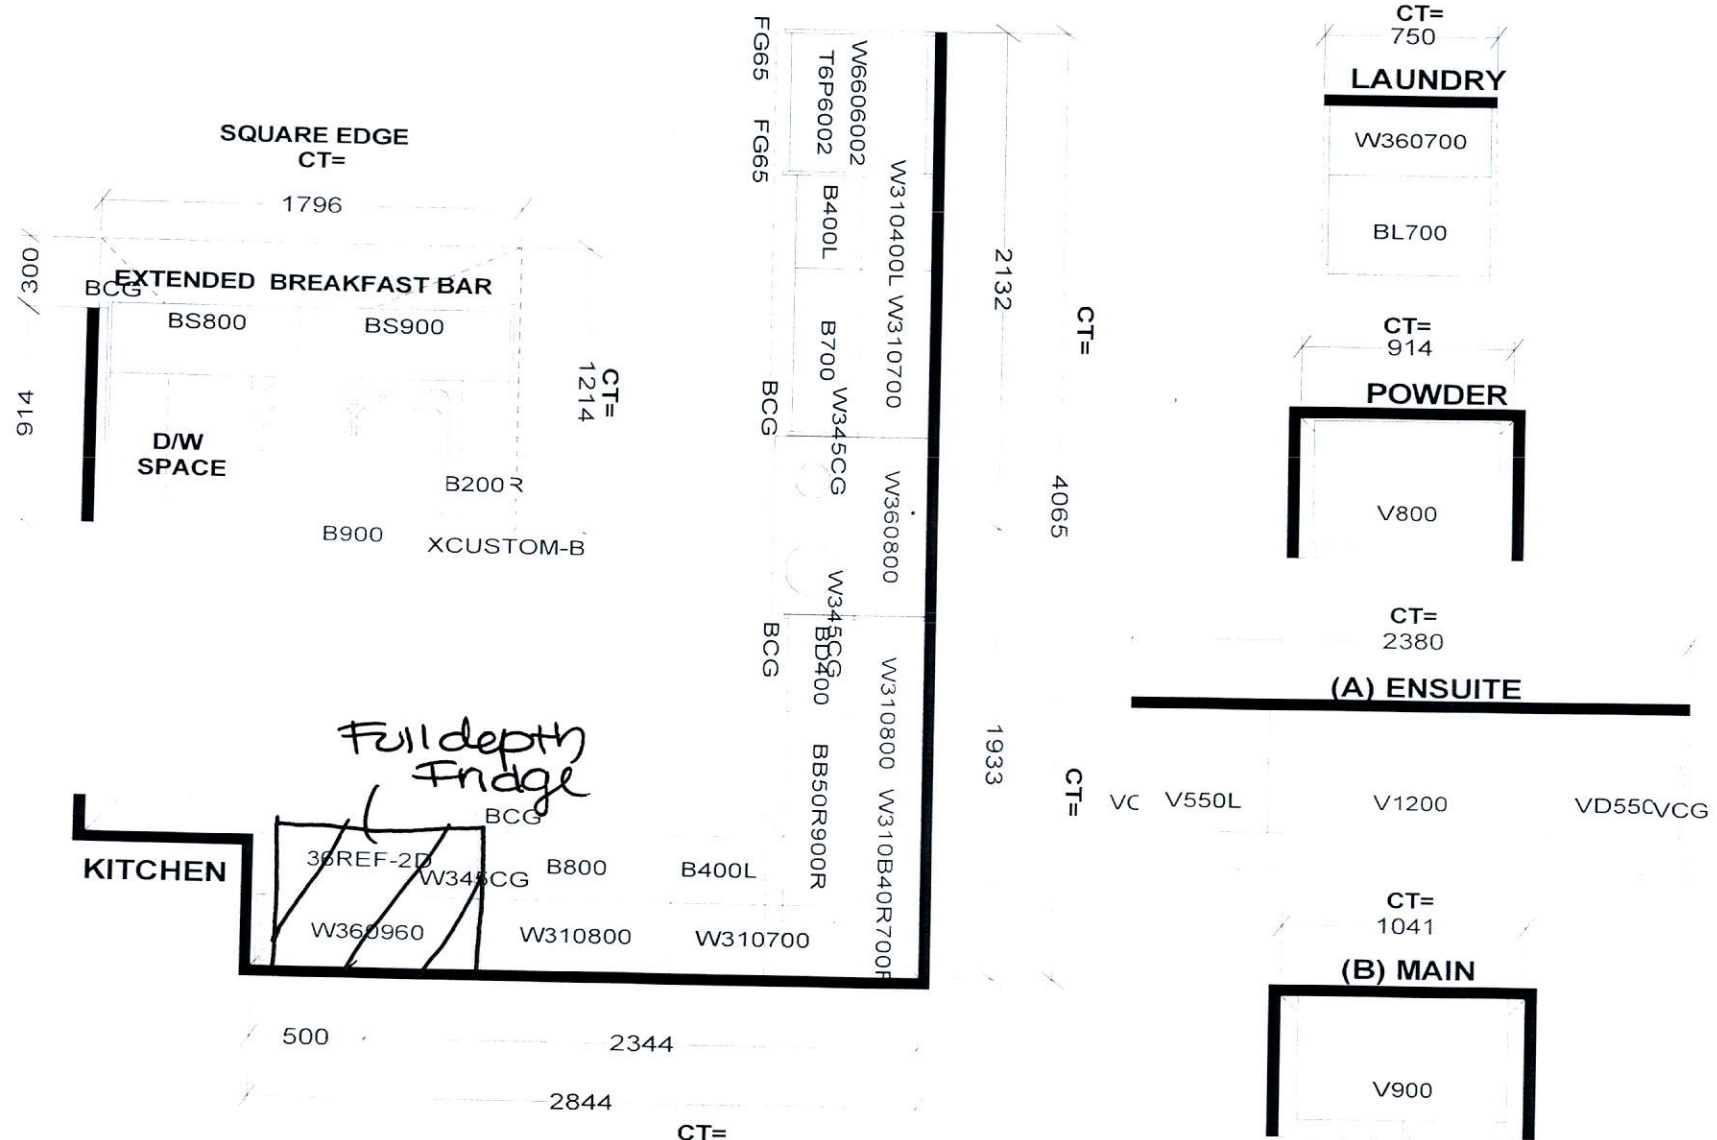 SQUARE EDGE
CT=
1796
300
EXTENDED BREAKFAST BAR
BCG
BS800
BS900
914
CT=
1214
D/W
SPACE
B200R
B900
XCUSTOM-B
FG65
FG65
W6606002
T6P6002
B400L
W310400L
W310700
B700
BCG
W345CG
W360800
W345CG
BD400
BCG
W310800
BB50R900R
W310B40R700R
2132
CT=
4065
1933
CT=
Full depth
Fridge
BCG
36REF-2D
W345CG
B800
B400L
KITCHEN
W360960
W310800
W310700
500
2344
2844
CT=
CT=
750
LAUNDRY
W360700
BL700
CT=
914
POWDER
V800
CT=
2380
(A) ENSUITE
VC
V550L
V1200
VD550
VCG
CT=
1041
(B) MAIN
V900